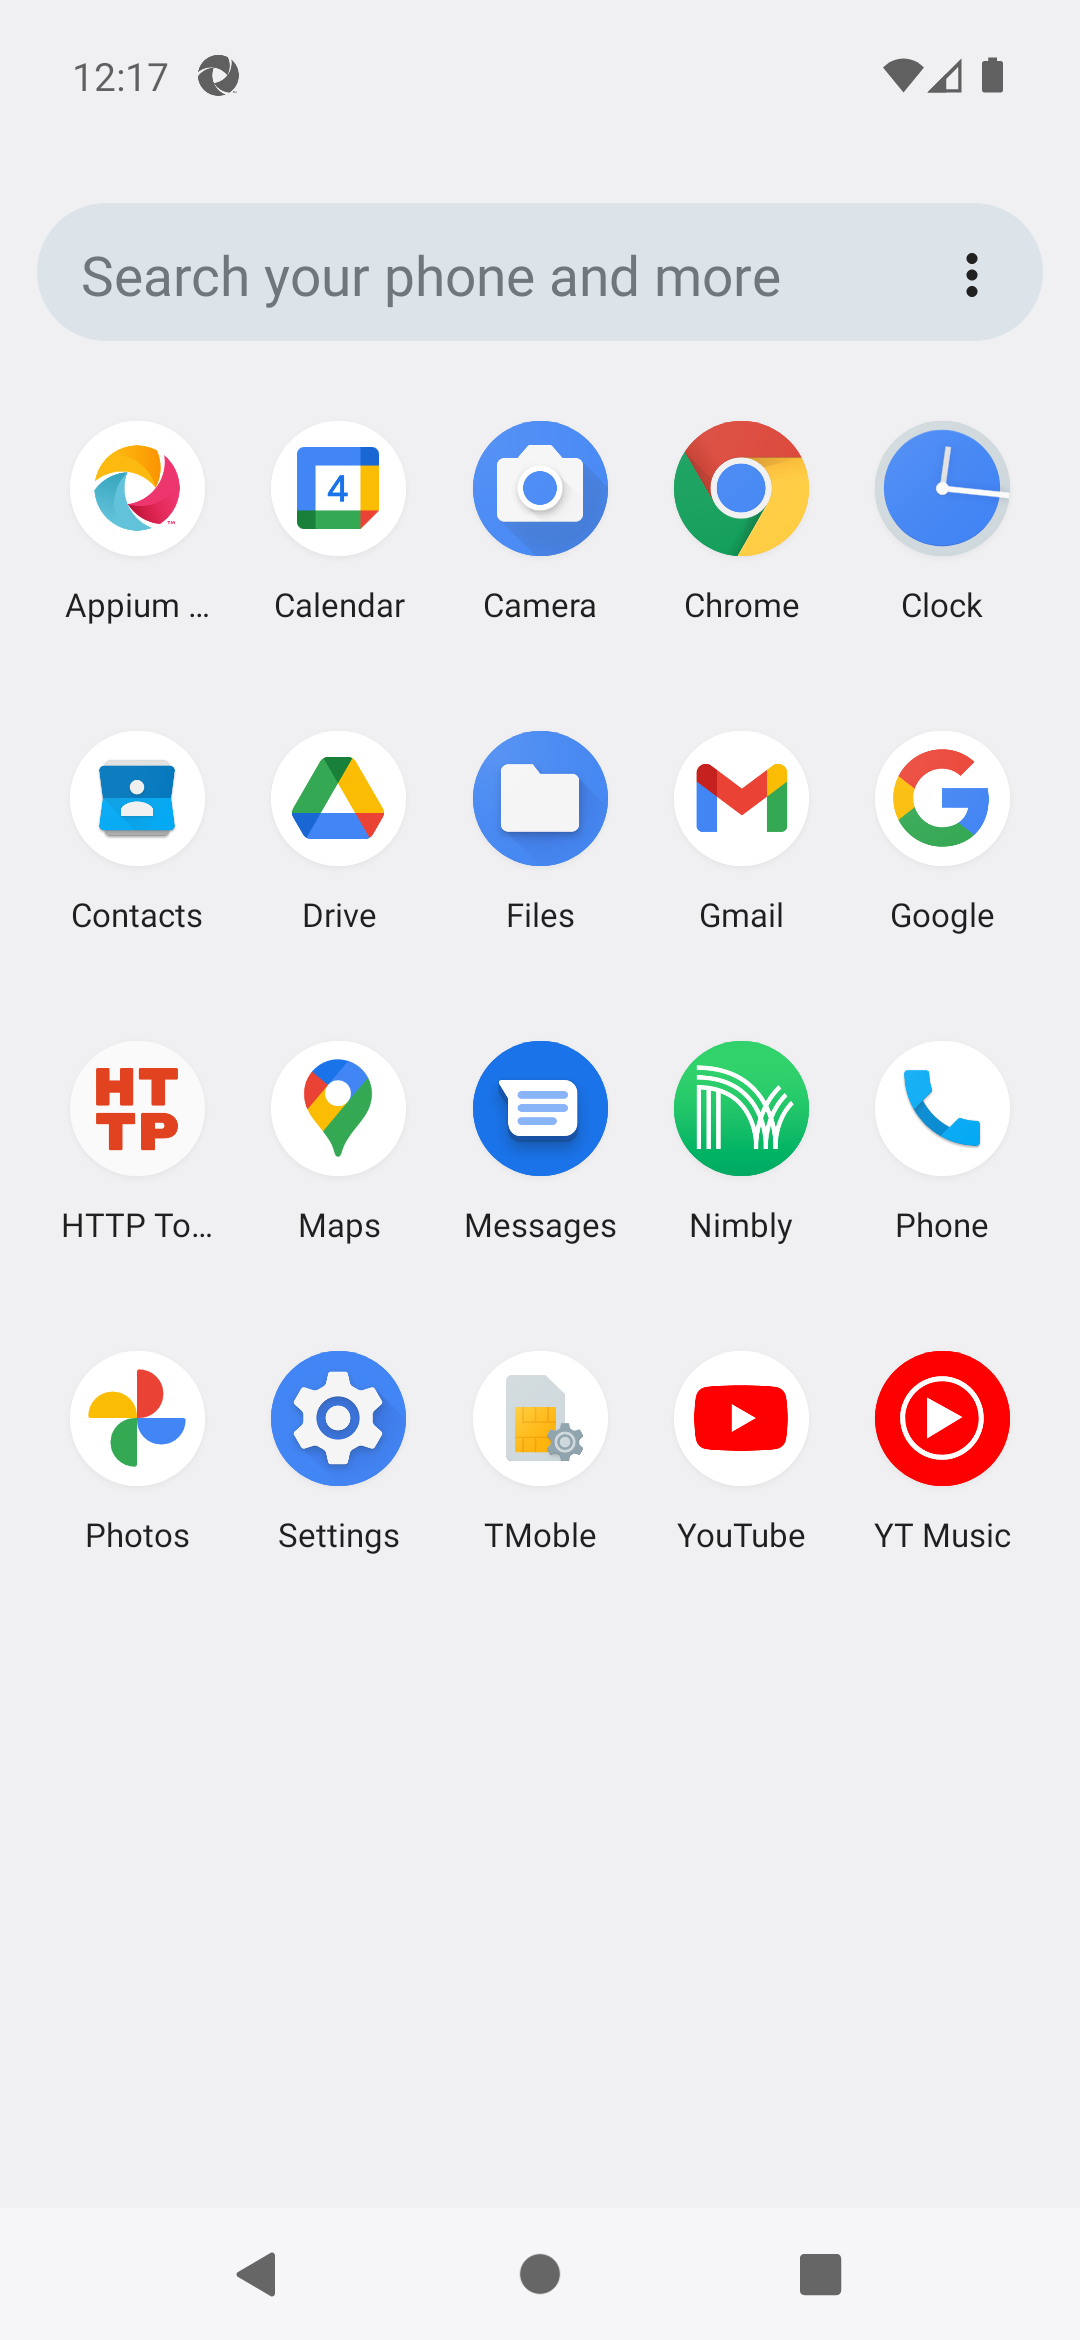 12:17
Search your phone and more
4
Appium ...
Calendar
Camera
Chrome
Clock
Contacts
Drive
Files
Gmail
Google
HT
TP
HTTP To...
Maps
Messages
Nimbly
Phone
Photos
Settings
TMoble
YouTube
YT Music